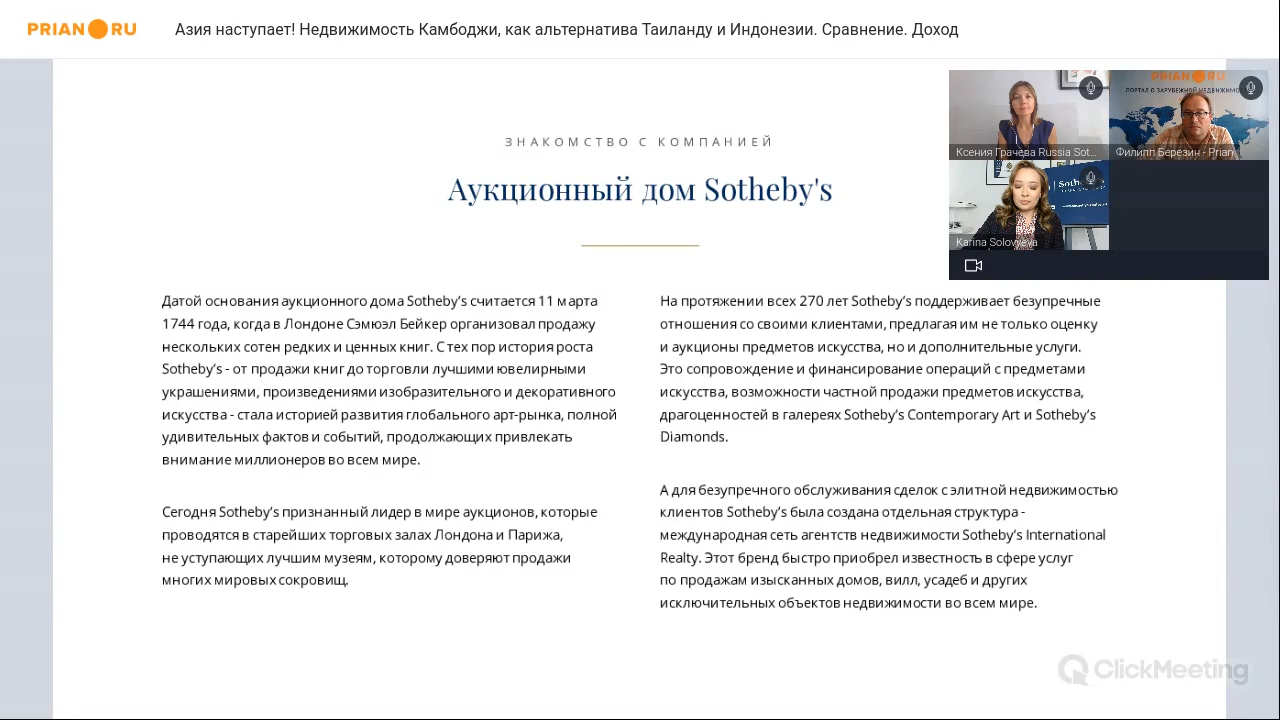 PRIAN RU
Азия наступает! Недвижимость Камбоджи, как альтернатива Таиланду и Индонезии. Сравнение. Доход
PRIAN RU
ПОРТАЛ О ЗАРУБЕЖНОЙ
Ксения Грачева Russia Sot...
Филипп Березин - Prian
Soth
Karina Solovyeva
ЗНАКОМСТВО С КОМПАНИЕЙ
Аукционный дом Sotheby's
Датой основания аукционного дома Sotheby’s считается 11 марта
1744 года, когда в Лондоне Сэмюэл Бейкер организовал продажу
нескольких сотен редких и ценных книг. С тех пор история роста
Sotheby’s - от продажи книг до торговли лучшими ювелирными
украшениями, произведениями изобразительного и декоративного
искусства - стала историей развития глобального арт-рынка, полной
удивительных фактов и событий, продолжающих привлекать
внимание миллионеров во всем мире.
Сегодня Sotheby’s признанный лидер в мире аукционов, которые
проводятся в старейших торговых залах Лондона и Парижа,
не уступающих лучшим музеям, которому доверяют продажи
многих мировых сокровищ.
На протяжении всех 270 лет Sotheby’s поддерживает безупречные
отношения со своими клиентами, предлагая им не только оценку
и аукционы предметов искусства, но и дополнительные услуги.
Это сопровождение и финансирование операций с предметами
искусства, возможности частной продажи предметов искусства,
драгоценностей в галереях Sotheby’s Contemporary Art и Sotheby’s
Diamonds.
А для безупречного обслуживания сделок с элитной недвижимостью
клиентов Sotheby’s была создана отдельная структура -
международная сеть агентств недвижимости Sotheby’s International
Realty. Этот бренд быстро приобрел известность в сфере услуг
по продажам изысканных домов, вилл, усадеб и других
исключительных объектов недвижимости во всем мире.
ClickMeeting